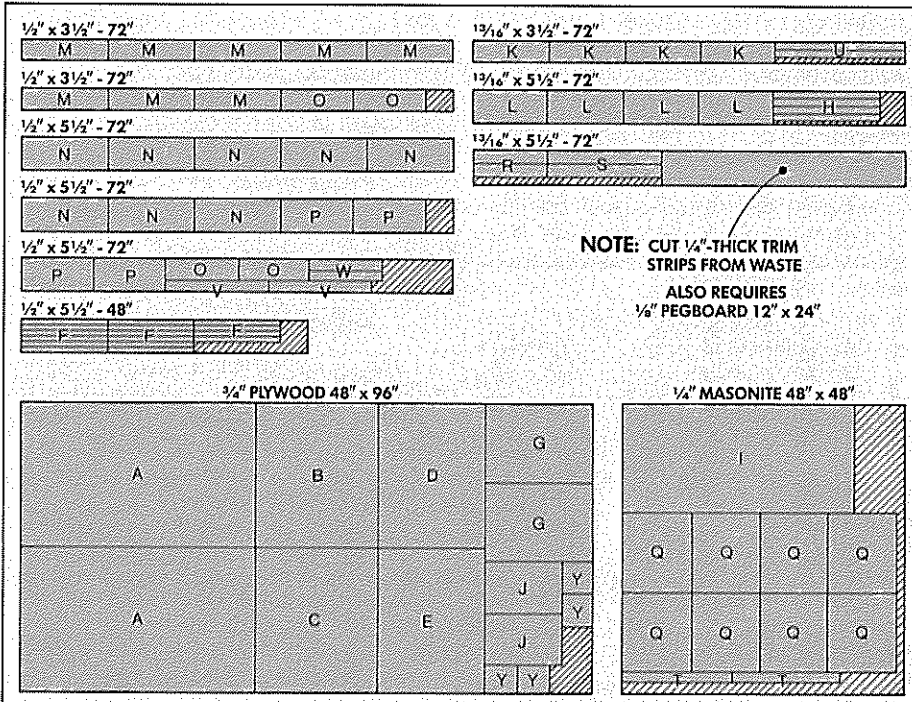 ½" x 3½" - 72"
M M M M M
½" x 3½" - 72"
M M M O O
½" x 5½" - 72"
N N N N N
½" x 5½" - 72"
N N N P P
½" x 5½" - 72"
P P O O W
V V
½" x 5½" - 48"
F F F
¹³⁄₁₆" x 3½" - 72"
K K K K U
¹³⁄₁₆" x 5½" - 72"
L L L L H
¹³⁄₁₆" x 5½" - 72"
R S
NOTE: CUT ¼"-THICK TRIM
STRIPS FROM WASTE
ALSO REQUIRES
⅛" PEGBOARD 12" x 24"
¾" PLYWOOD 48" x 96"
A B D G
G
A C E J Y
Y
J
Y Y
¼" MASONITE 48" x 48"
I
Q Q Q Q
Q Q Q Q
T T